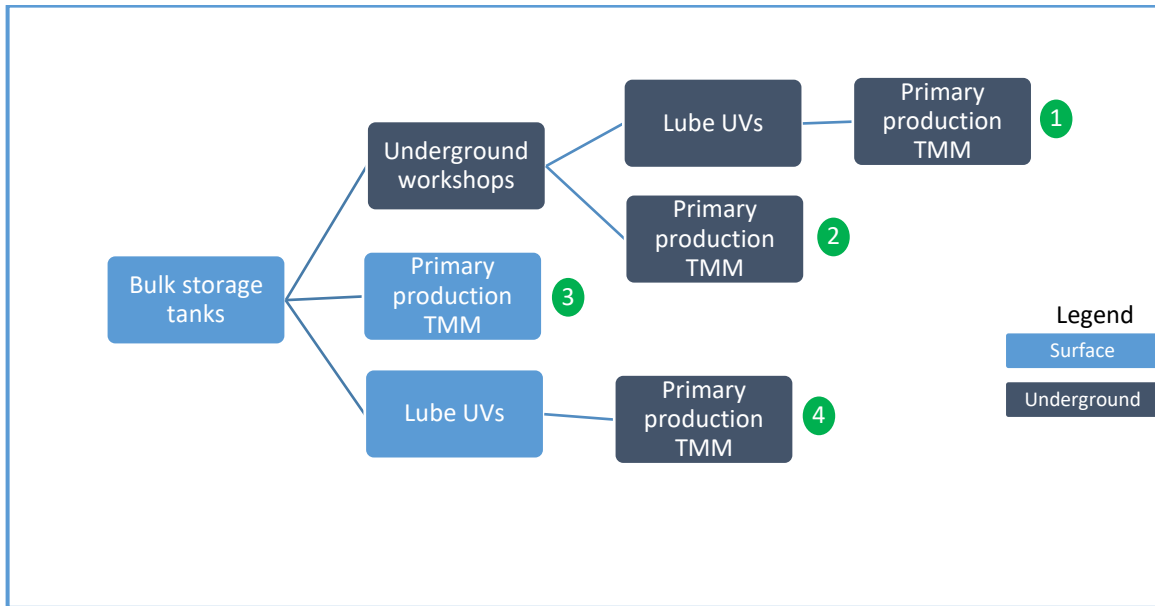 Primary
production
TMM
1
Lube UVs
Underground
workshops
Primary
production
TMM
2
Bulk storage
tanks
Primary
production
TMM
3
Legend
Surface
Underground
Lube UVs
Primary
production
TMM
4